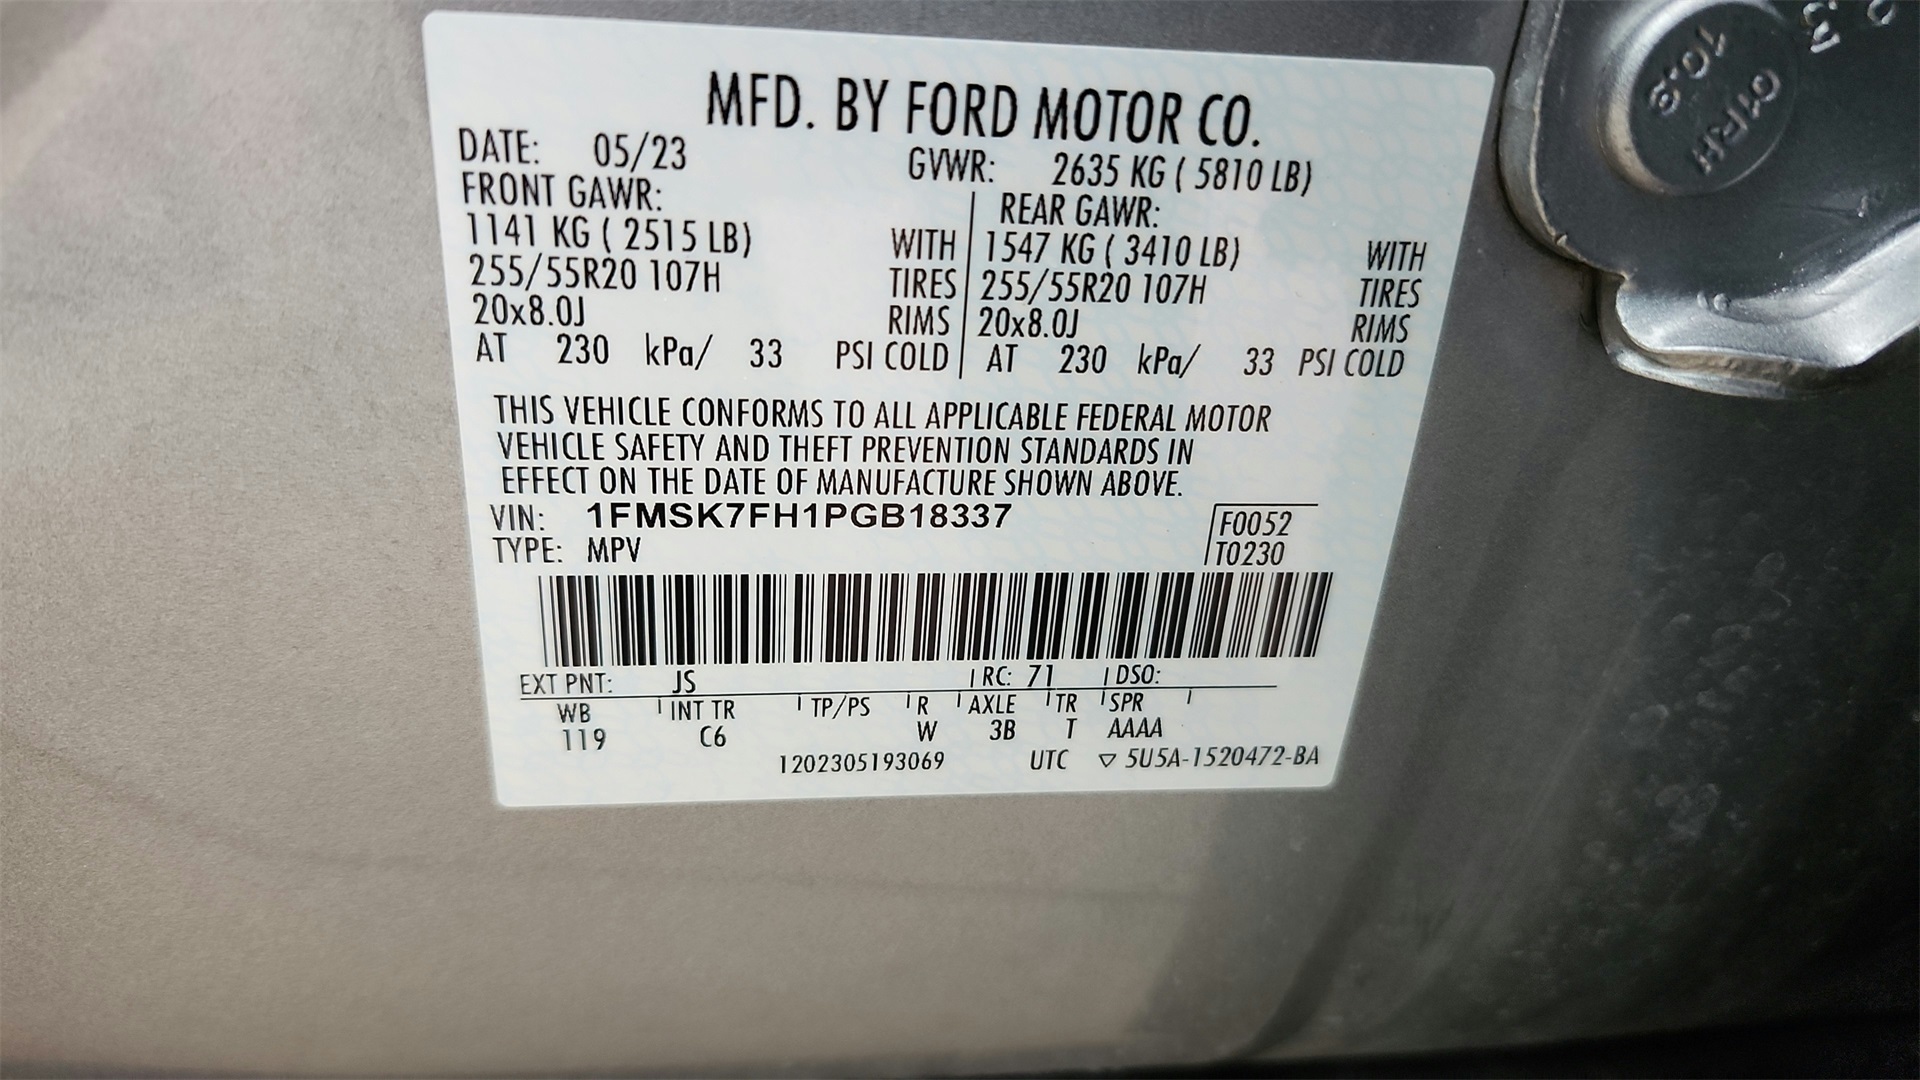 MFD. BY FORD MOTOR CO.
DATE: 05/23 GVWR: 2635 KG ( 5810 LB)
FRONT GAWR: REAR GAWR:
1141 KG ( 2515 LB) WITH 1547 KG ( 3410 LB) WITH
255/55R20 107H TIRES 255/55R20 107H TIRES
20x8.0J RIMS 20x8.0J RIMS
AT 230 kPa/ 33 PSI COLD AT 230 kPa/ 33 PSI COLD
THIS VEHICLE CONFORMS TO ALL APPLICABLE FEDERAL MOTOR
VEHICLE SAFETY AND THEFT PREVENTION STANDARDS IN
EFFECT ON THE DATE OF MANUFACTURE SHOWN ABOVE.
VIN: 1FMSK7FH1PGB18337 F0052
TYPE: MPV T0230
EXT PNT: JS RC: 71 DSO:
WB INT TR TP/PS R AXLE TR SPR
119 C6 W 3B T AAAA
1202305193069 UTC ▽ 5U5A-1520472-BA
10.9
01RH